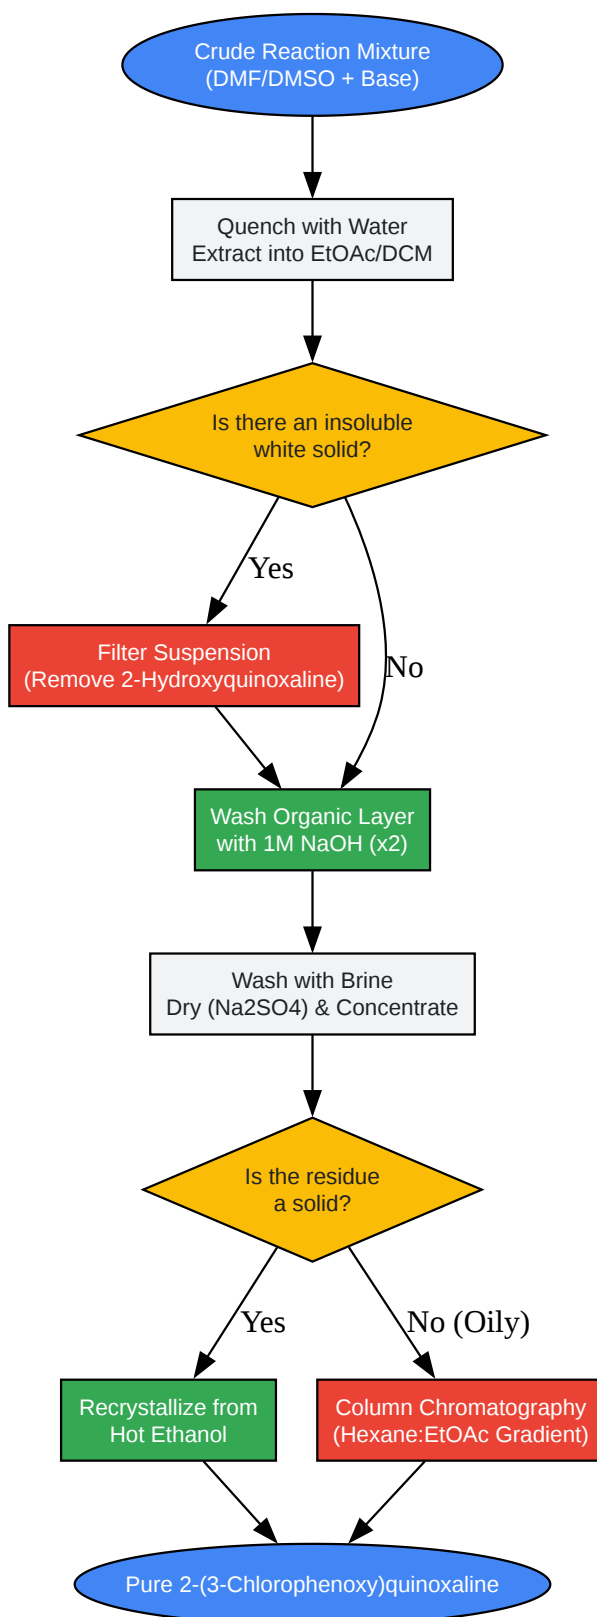 Crude Reaction Mixture
(DMF/DMSO + Base)
Quench with Water
Extract into EtOAc/DCM
Is there an insoluble
white solid?
Yes
Filter Suspension
(Remove 2-Hydroxyquinoxaline)
No
Wash Organic Layer
with 1M NaOH (x2)
Wash with Brine
Dry (Na2SO4) & Concentrate
Is the residue
a solid?
Yes
No (Oily)
Recrystallize from
Hot Ethanol
Column Chromatography
(Hexane:EtOAc Gradient)
Pure 2-(3-Chlorophenoxy)quinoxaline